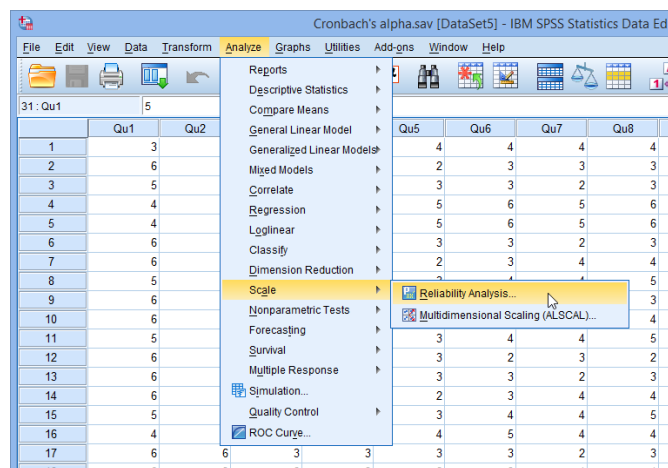 Cronbach's alpha.sav [DataSet5] - IBM SPSS Statistics Data Ed
File Edit View Data Transform Analyze Graphs Utilities Add-ons Window Help
31 : Qu1 5
Qu1 Qu2 Qu5 Qu6 Qu7 Qu8
Reports
Descriptive Statistics
Compare Means
General Linear Model
Generalized Linear Models
Mixed Models
Correlate
Regression
Loglinear
Classify
Dimension Reduction
Scale
Nonparametric Tests
Forecasting
Survival
Multiple Response
Simulation...
Quality Control
ROC Curve...
Reliability Analysis...
Multidimensional Scaling (ALSCAL)...
1 3 4 4 4 4
2 6 2 3 3 3
3 5 3 3 2 3
4 4 5 6 5 6
5 4 5 6 5 6
6 6 3 3 2 3
7 6 2 3 4 4
8 5 5
9 6 3
10 6 4
11 5 3 4 4 5
12 6 3 2 3 2
13 6 3 3 2 3
14 6 2 3 4 4
15 5 3 4 4 5
16 4 4 5 4 4
17 6 6 3 3 3 3 2 3